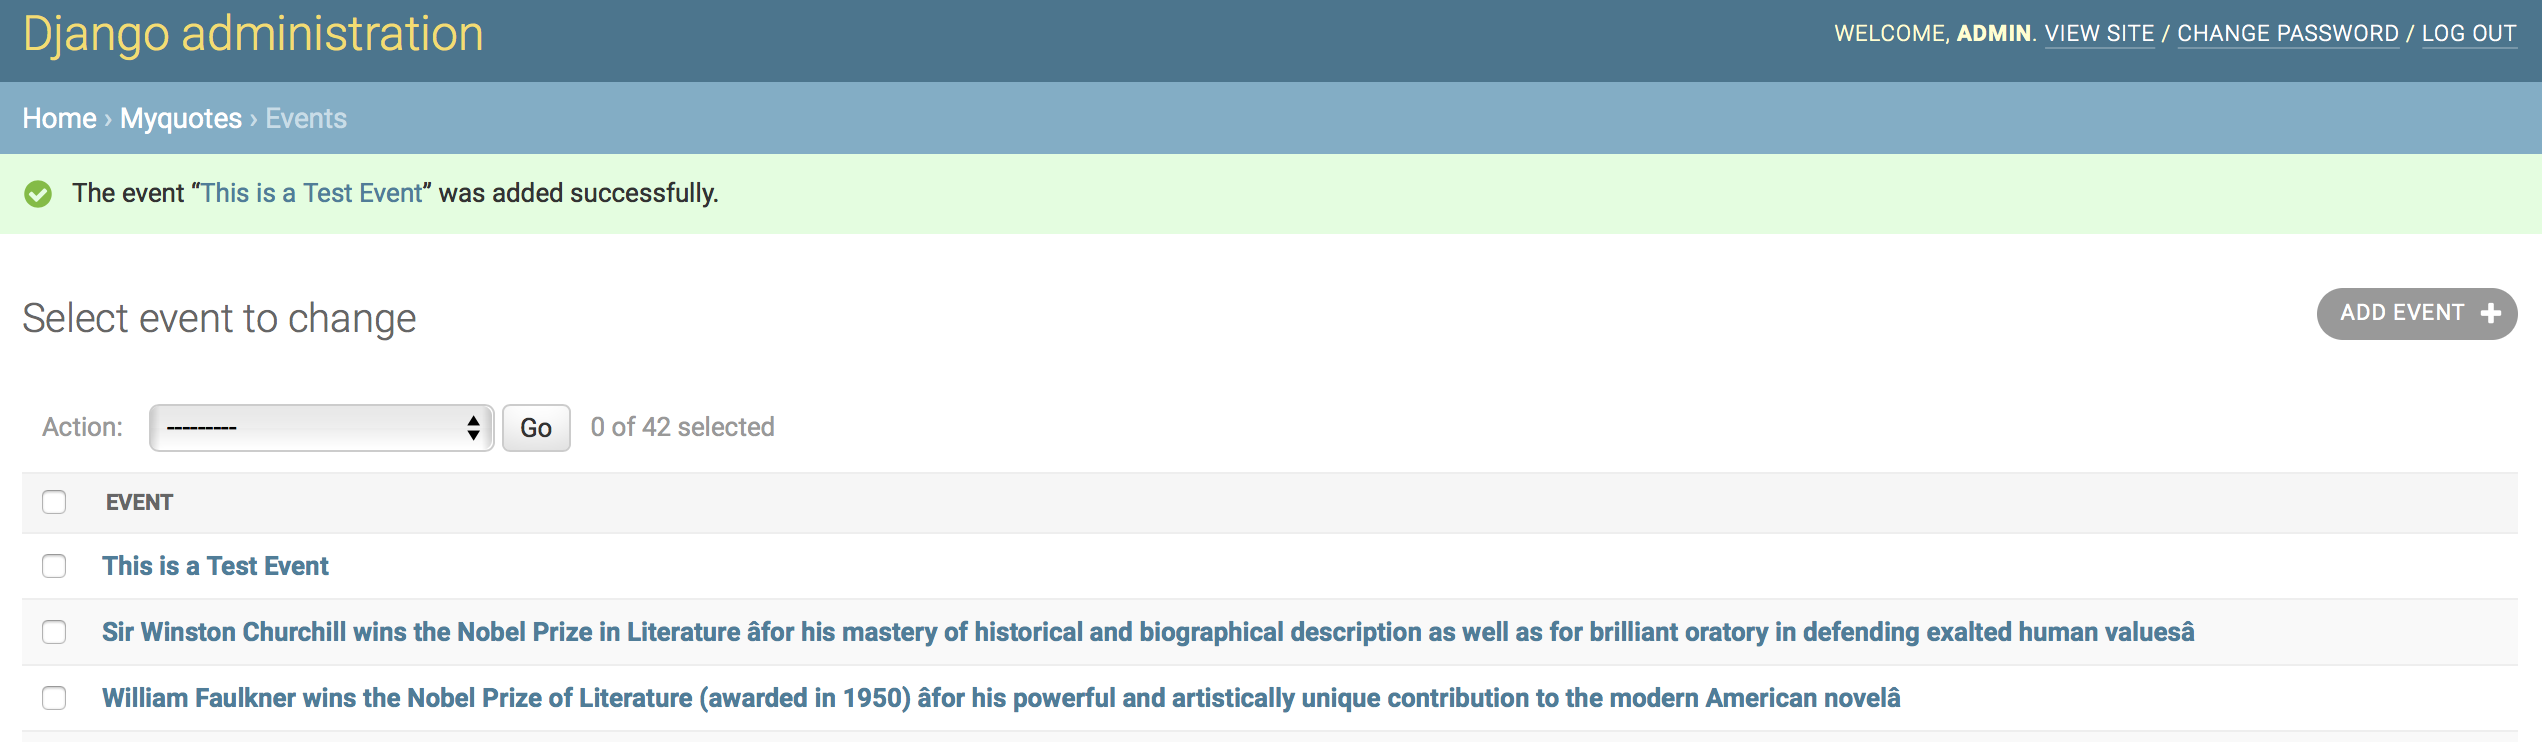 Django administration
WELCOME, ADMIN. VIEW SITE / CHANGE PASSWORD / LOG OUT
Home › Myquotes › Events
The event “This is a Test Event” was added successfully.
Select event to change
ADD EVENT +
Action: --------- Go 0 of 42 selected
EVENT
This is a Test Event
Sir Winston Churchill wins the Nobel Prize in Literature âfor his mastery of historical and biographical description as well as for brilliant oratory in defending exalted human valuesâ
William Faulkner wins the Nobel Prize of Literature (awarded in 1950) âfor his powerful and artistically unique contribution to the modern American novelâ